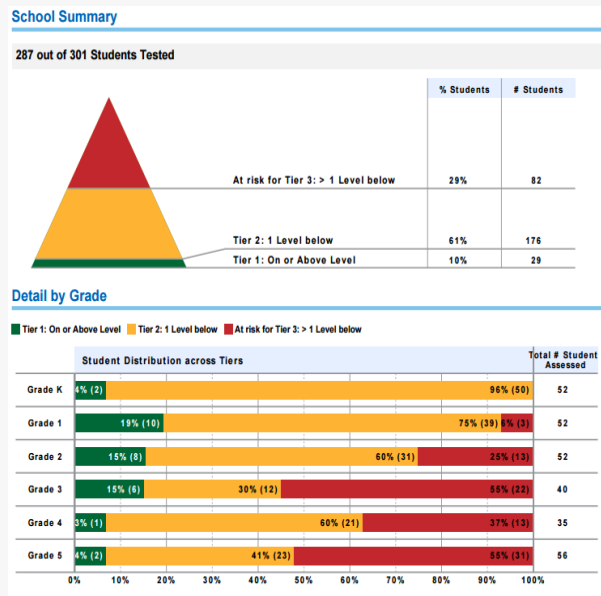 School Summary
287 out of 301 Students Tested
% Students # Students
At risk for Tier 3: > 1 Level below 29% 82
Tier 2: 1 Level below 61% 176
Tier 1: On or Above Level 10% 29
Detail by Grade
Tier 1: On or Above Level Tier 2: 1 Level below At risk for Tier 3: > 1 Level below
Student Distribution across Tiers Total # Student
Assessed
Grade K 4% (2) 96% (50) 52
Grade 1 19% (10) 75% (39) 6% (3) 52
Grade 2 15% (8) 60% (31) 25% (13) 52
Grade 3 15% (6) 30% (12) 55% (22) 40
Grade 4 3% (1) 60% (21) 37% (13) 35
Grade 5 4% (2) 41% (23) 55% (31) 56
0% 10% 20% 30% 40% 50% 60% 70% 80% 90% 100%